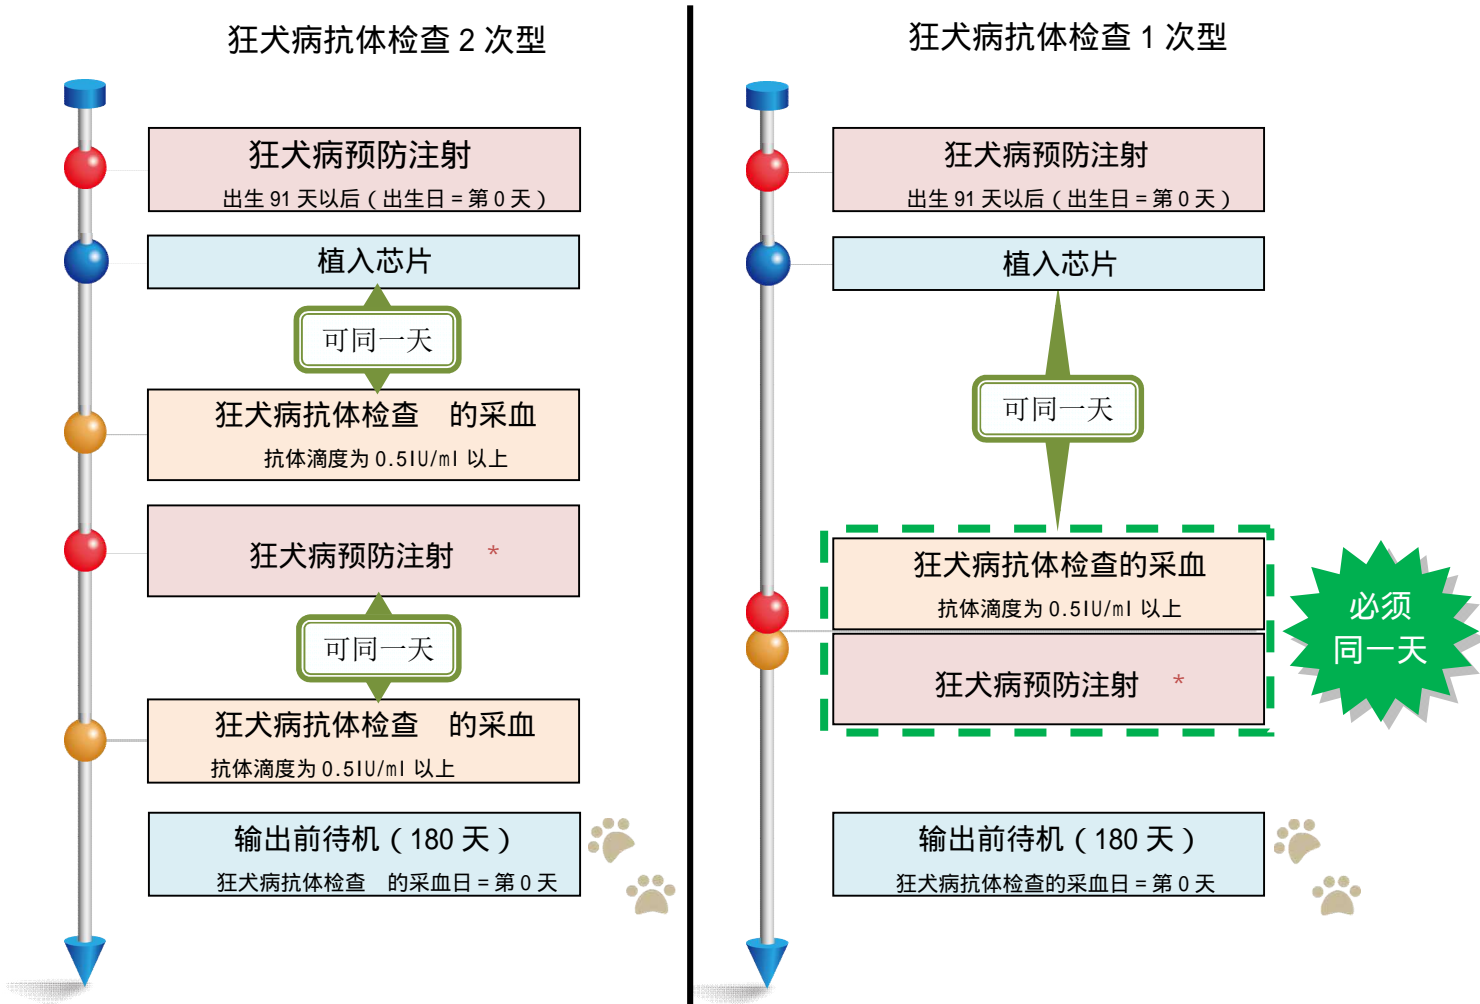 狂犬病抗体检查 2 次型
狂犬病预防注射
出生 91 天以后（出生日 = 第 0 天）
植入芯片
可同一天
狂犬病抗体检查　的采血
抗体滴度为 0.5IU/ml 以上
狂犬病预防注射　*
可同一天
狂犬病抗体检查　的采血
抗体滴度为 0.5IU/ml 以上
输出前待机（180 天）
狂犬病抗体检查　的采血日 = 第 0 天
狂犬病抗体检查 1 次型
狂犬病预防注射
出生 91 天以后（出生日 = 第 0 天）
植入芯片
可同一天
狂犬病抗体检查的采血
抗体滴度为 0.5IU/ml 以上
狂犬病预防注射　*
必须
同一天
输出前待机（180 天）
狂犬病抗体检查的采血日 = 第 0 天